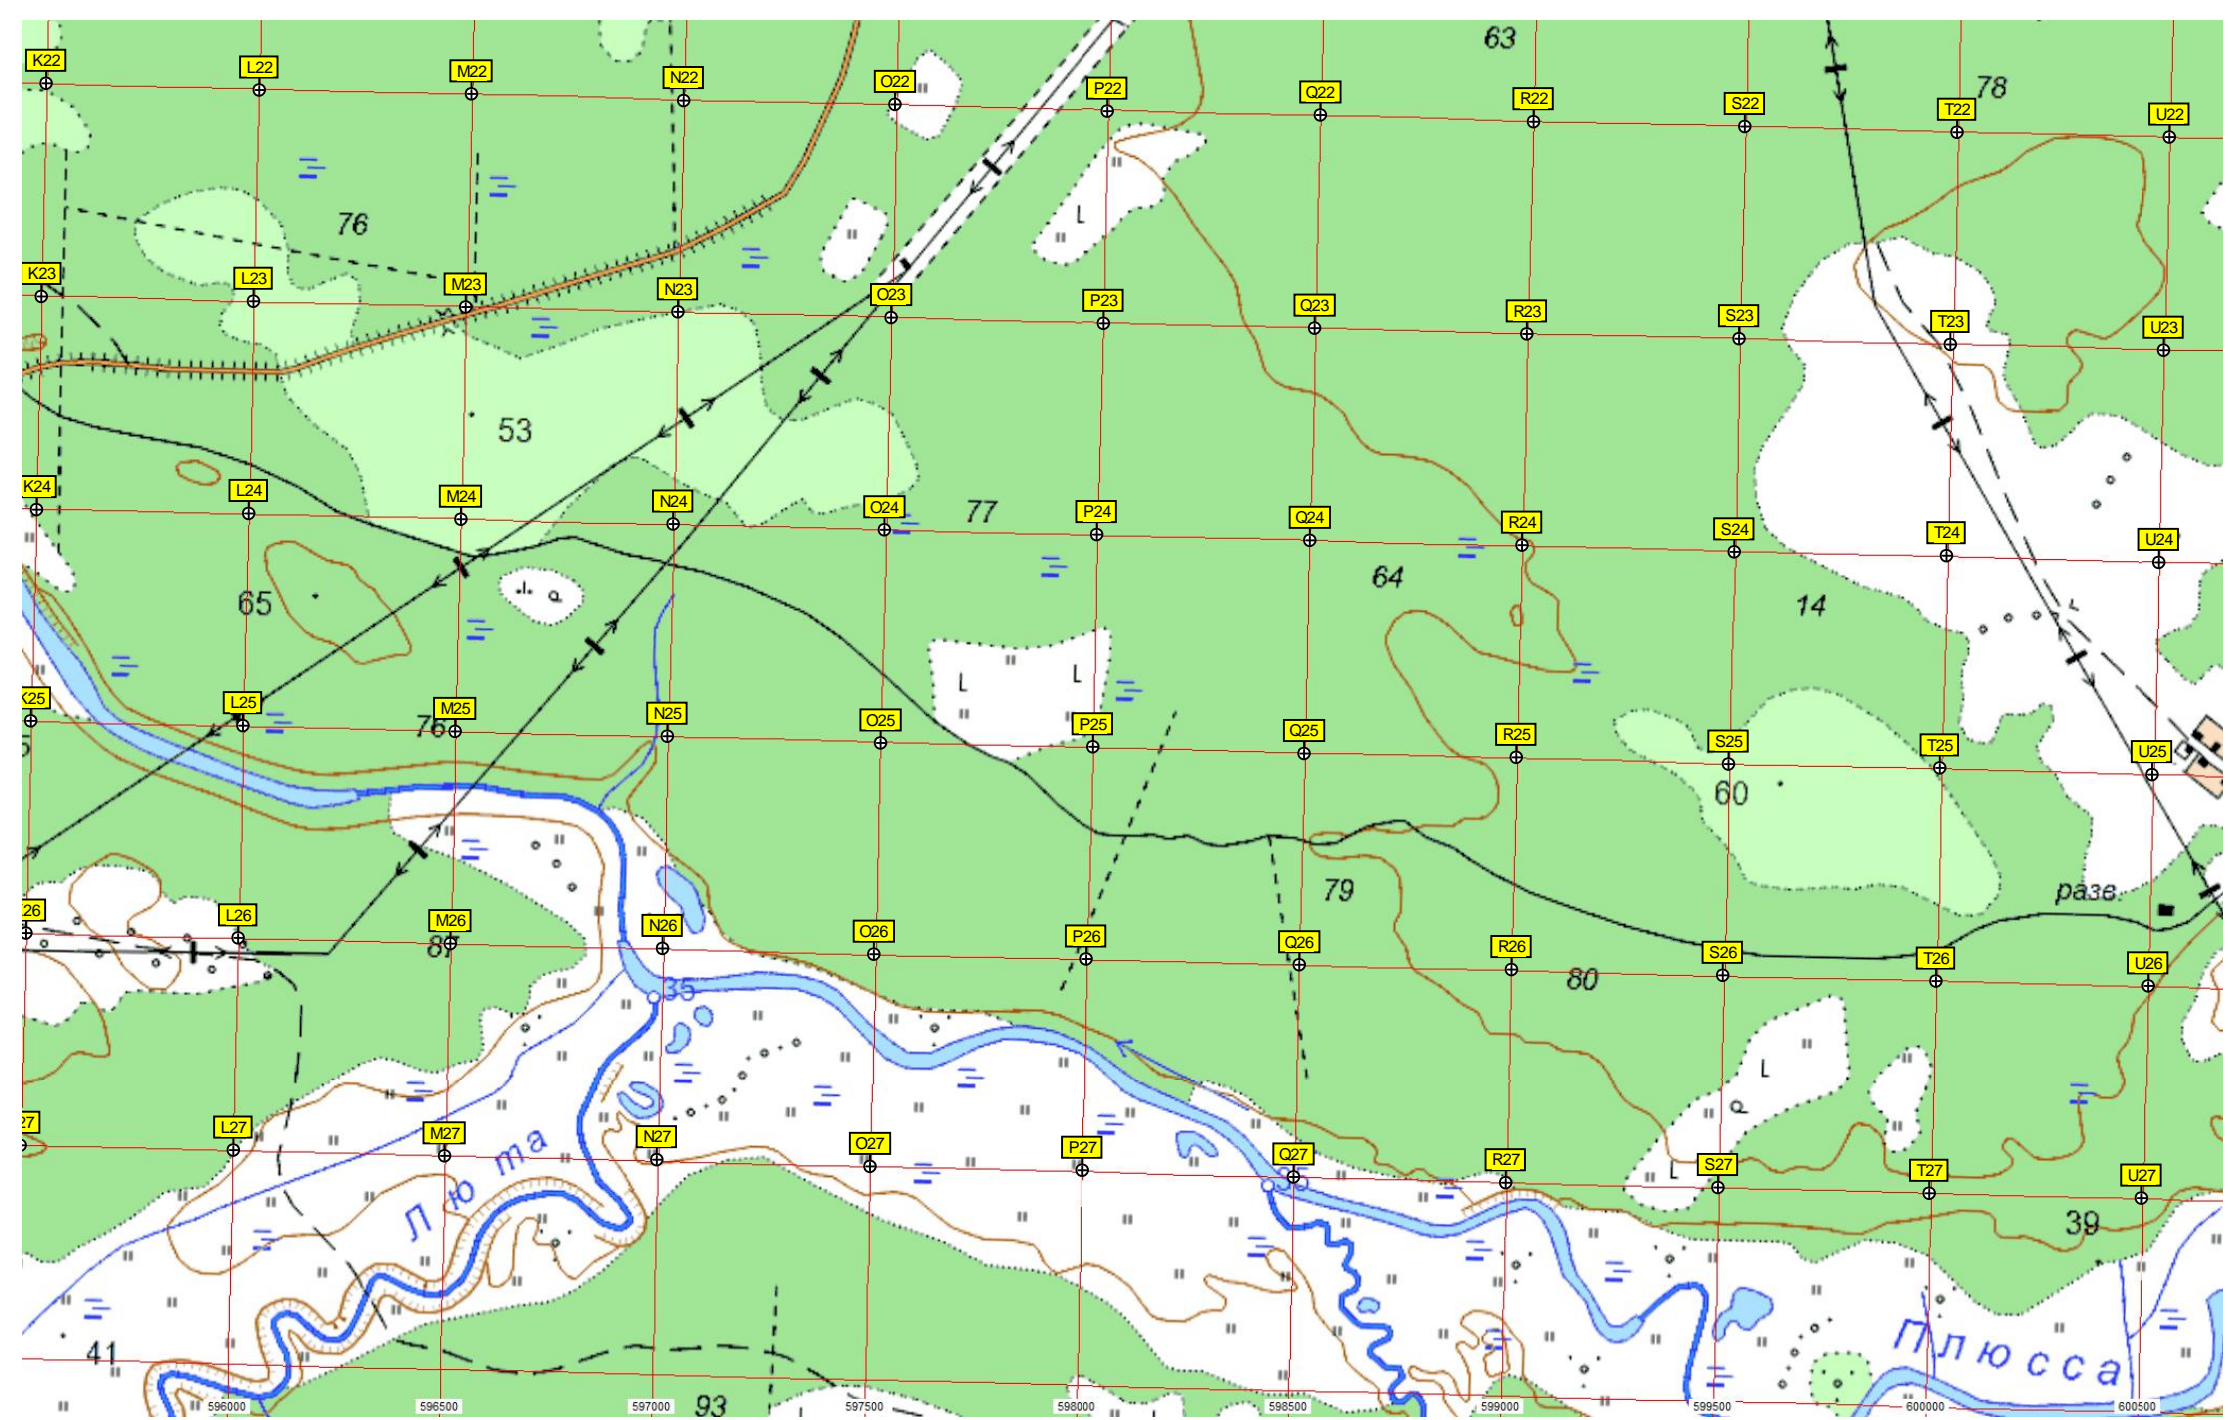 63
K22 L22 M22 N22 O22 P22 Q22 R22 S22 T22 78 U22
76
K23 L23 M23 N23 O23 P23 Q23 R23 S23 T23 U23
53
K24 L24 M24 N24 O24 77 P24 Q24 R24 S24 T24 U24
65 64 14
K25 L25 76 M25 N25 O25 P25 Q25 R25 S25 T25 U25
60
79 разе.
26 L26 M26 N26 O26 P26 Q26 R26 S26 T26 U26
35 80
27 L27 M27 N27 O27 P27 Q27 R27 S27 T27 U27
Люта
39
41 Плюсса
93
596000 596500 597000 597500 598000 598500 599000 599500 600000 600500